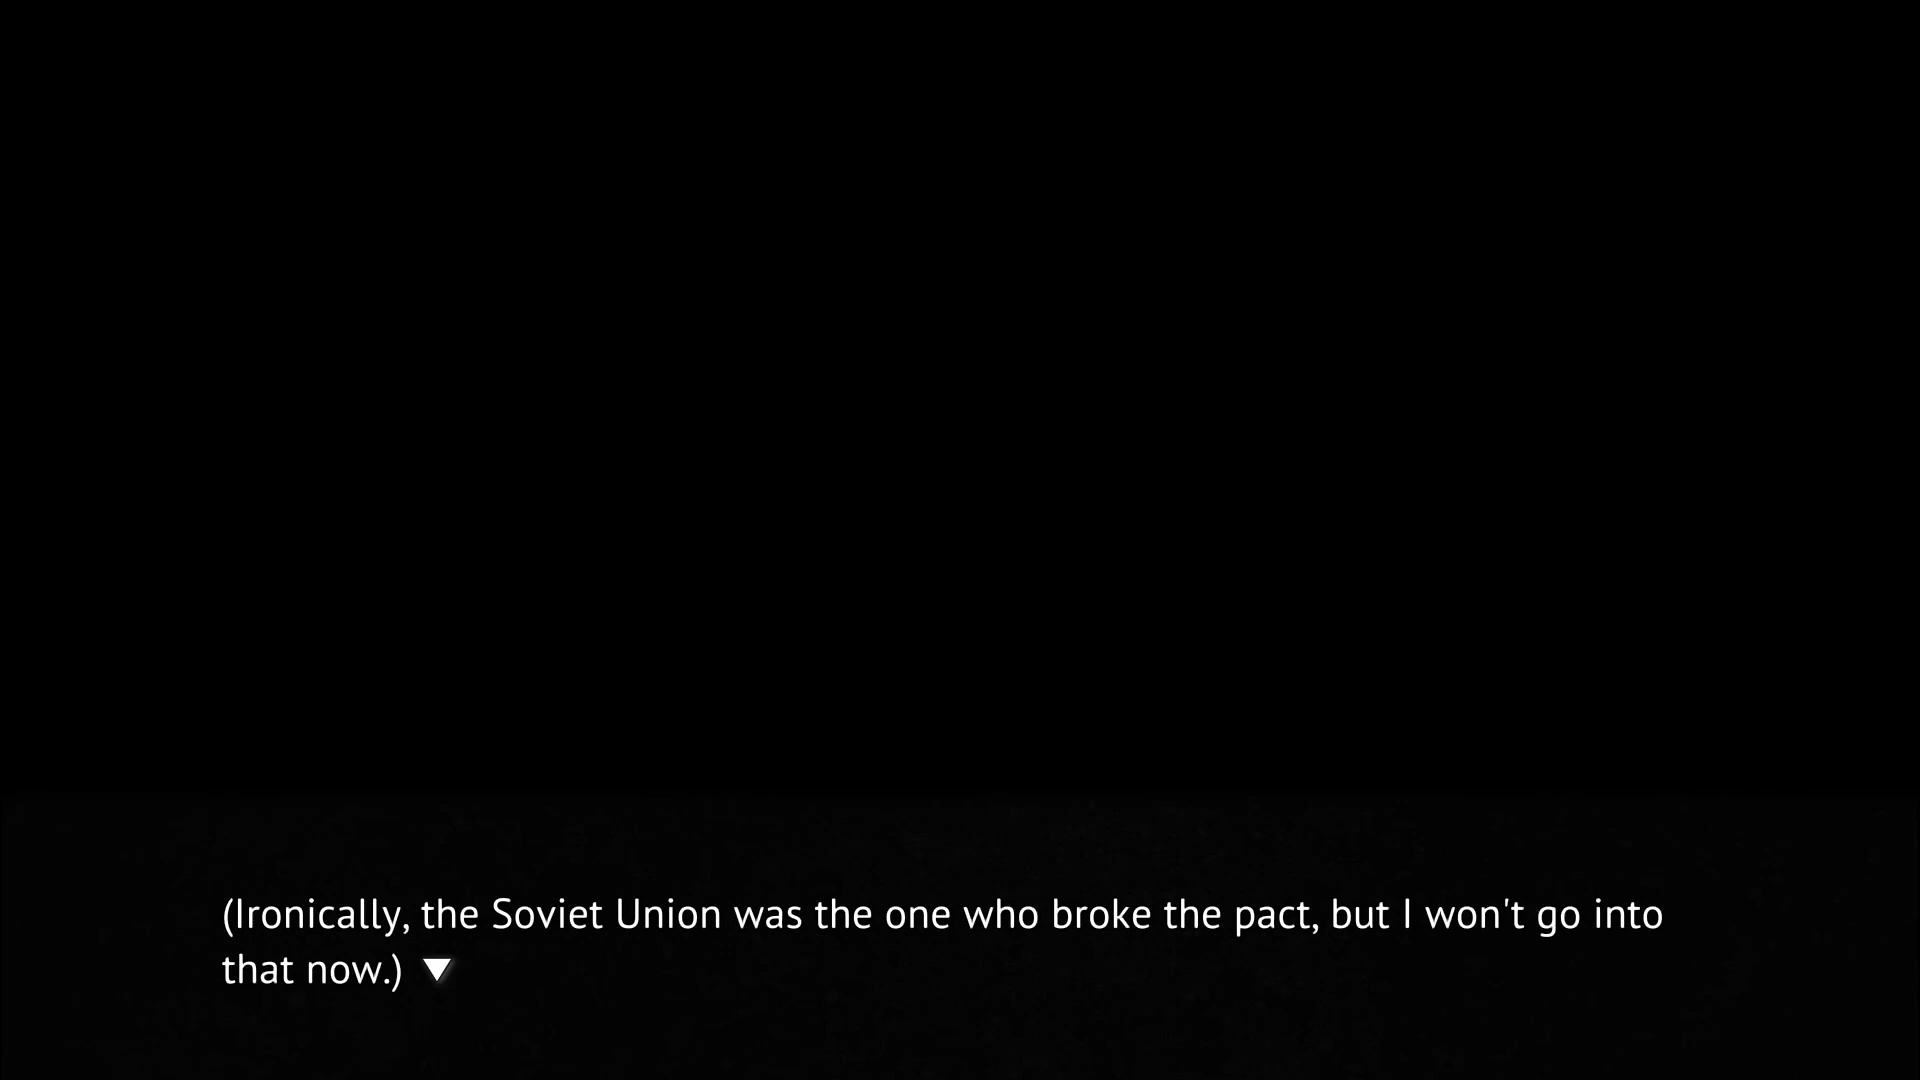 (Ironically, the Soviet Union was the one who broke the pact, but I won't go into
that now.)